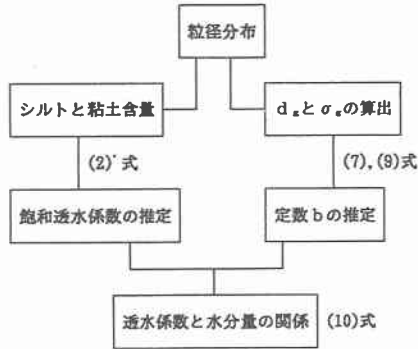 粒径分布
シルトと粘土含量
dgとσgの算出
(2)´式
(7),(9)式
飽和透水係数の推定
定数bの推定
透水係数と水分量の関係
(10)式